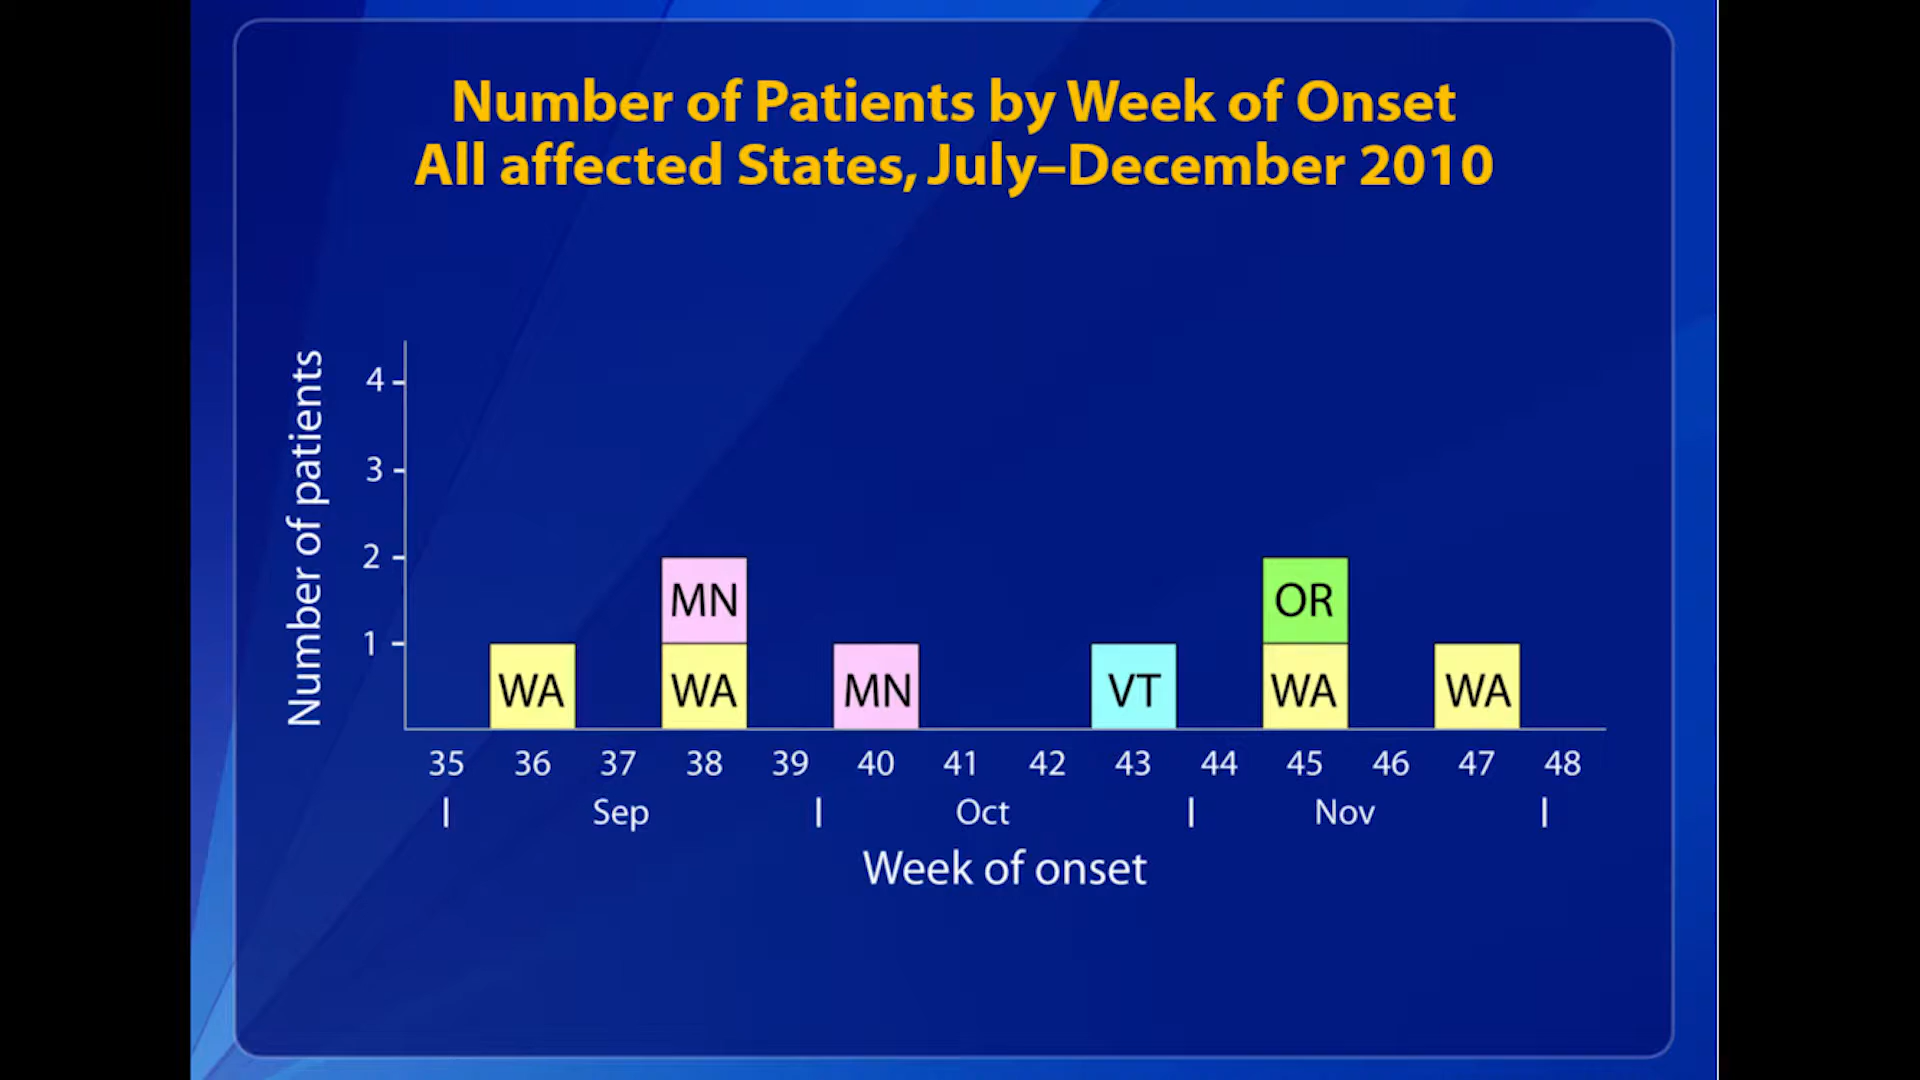 Number of Patients by Week of Onset
All affected States, July–December 2010
Number of patients
4
3
2
1
MN
OR
WA
WA
MN
VT
WA
WA
35 36 37 38 39 40 41 42 43 44 45 46 47 48
Sep Oct Nov
Week of onset